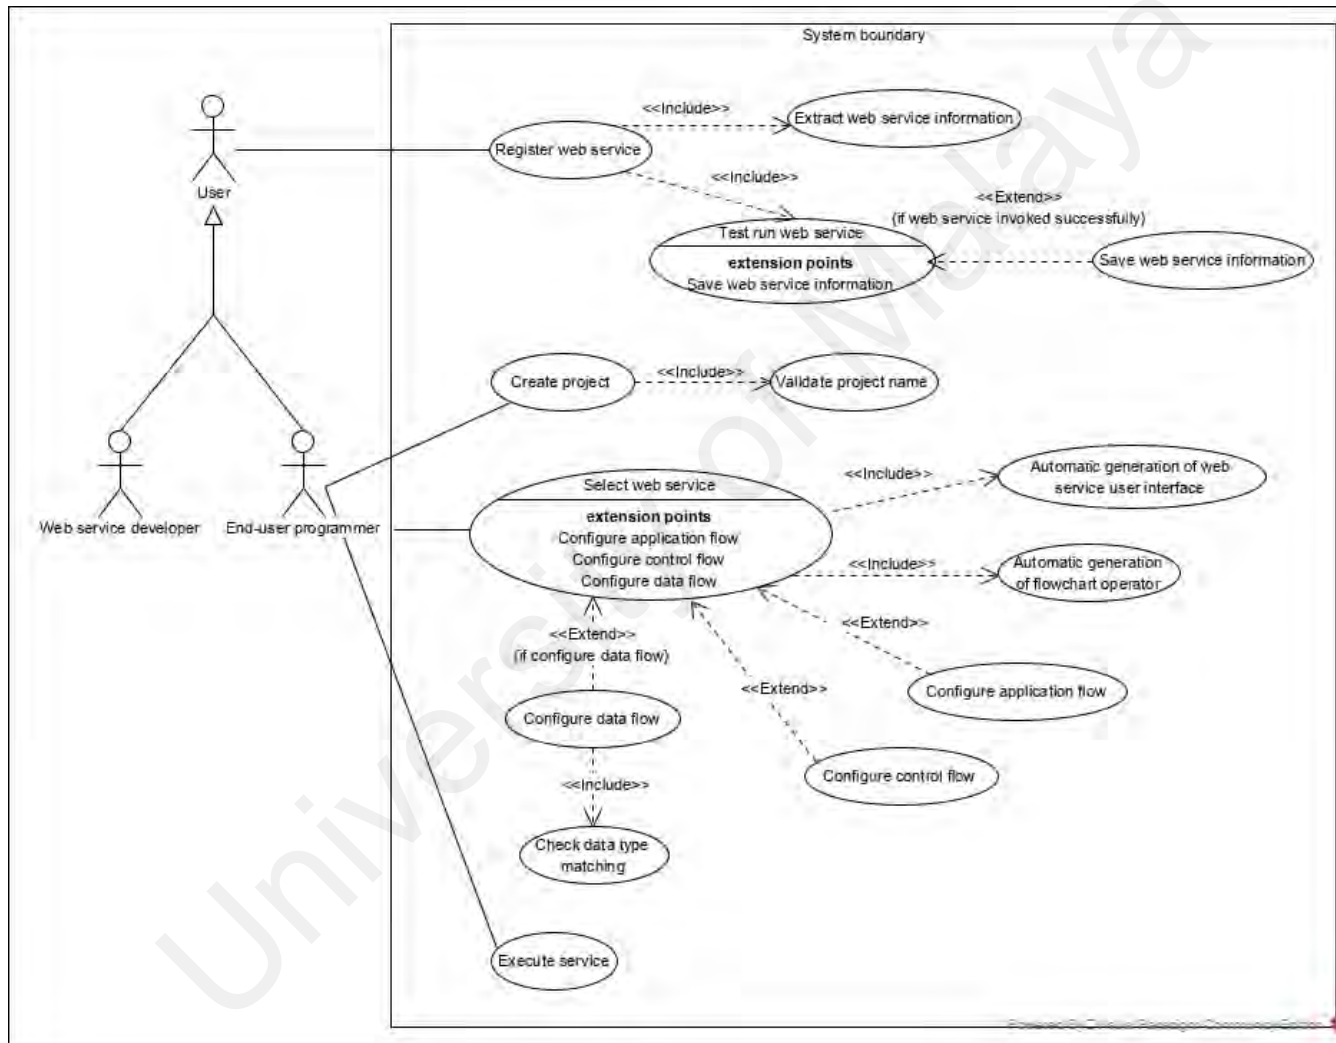 System boundary
<<Include>>
Extract web service information
Register web service
<<Include>>
User
<<Extend>>
(if web service invoked successfully)
Test run web service
extension points
Save web service information
Save web service information
Create project
<<Include>>
Validate project name
Web service developer
End-user programmer
Select web service
extension points
Configure application flow
Configure control flow
Configure data flow
<<Include>>
Automatic generation of web
service user interface
<<Include>>
Automatic generation
of flowchart operator
<<Extend>>
(if configure data flow)
<<Extend>>
Configure application flow
<<Extend>>
Configure data flow
Configure control flow
<<Include>>
Check data type
matching
Execute service
University of Malaya